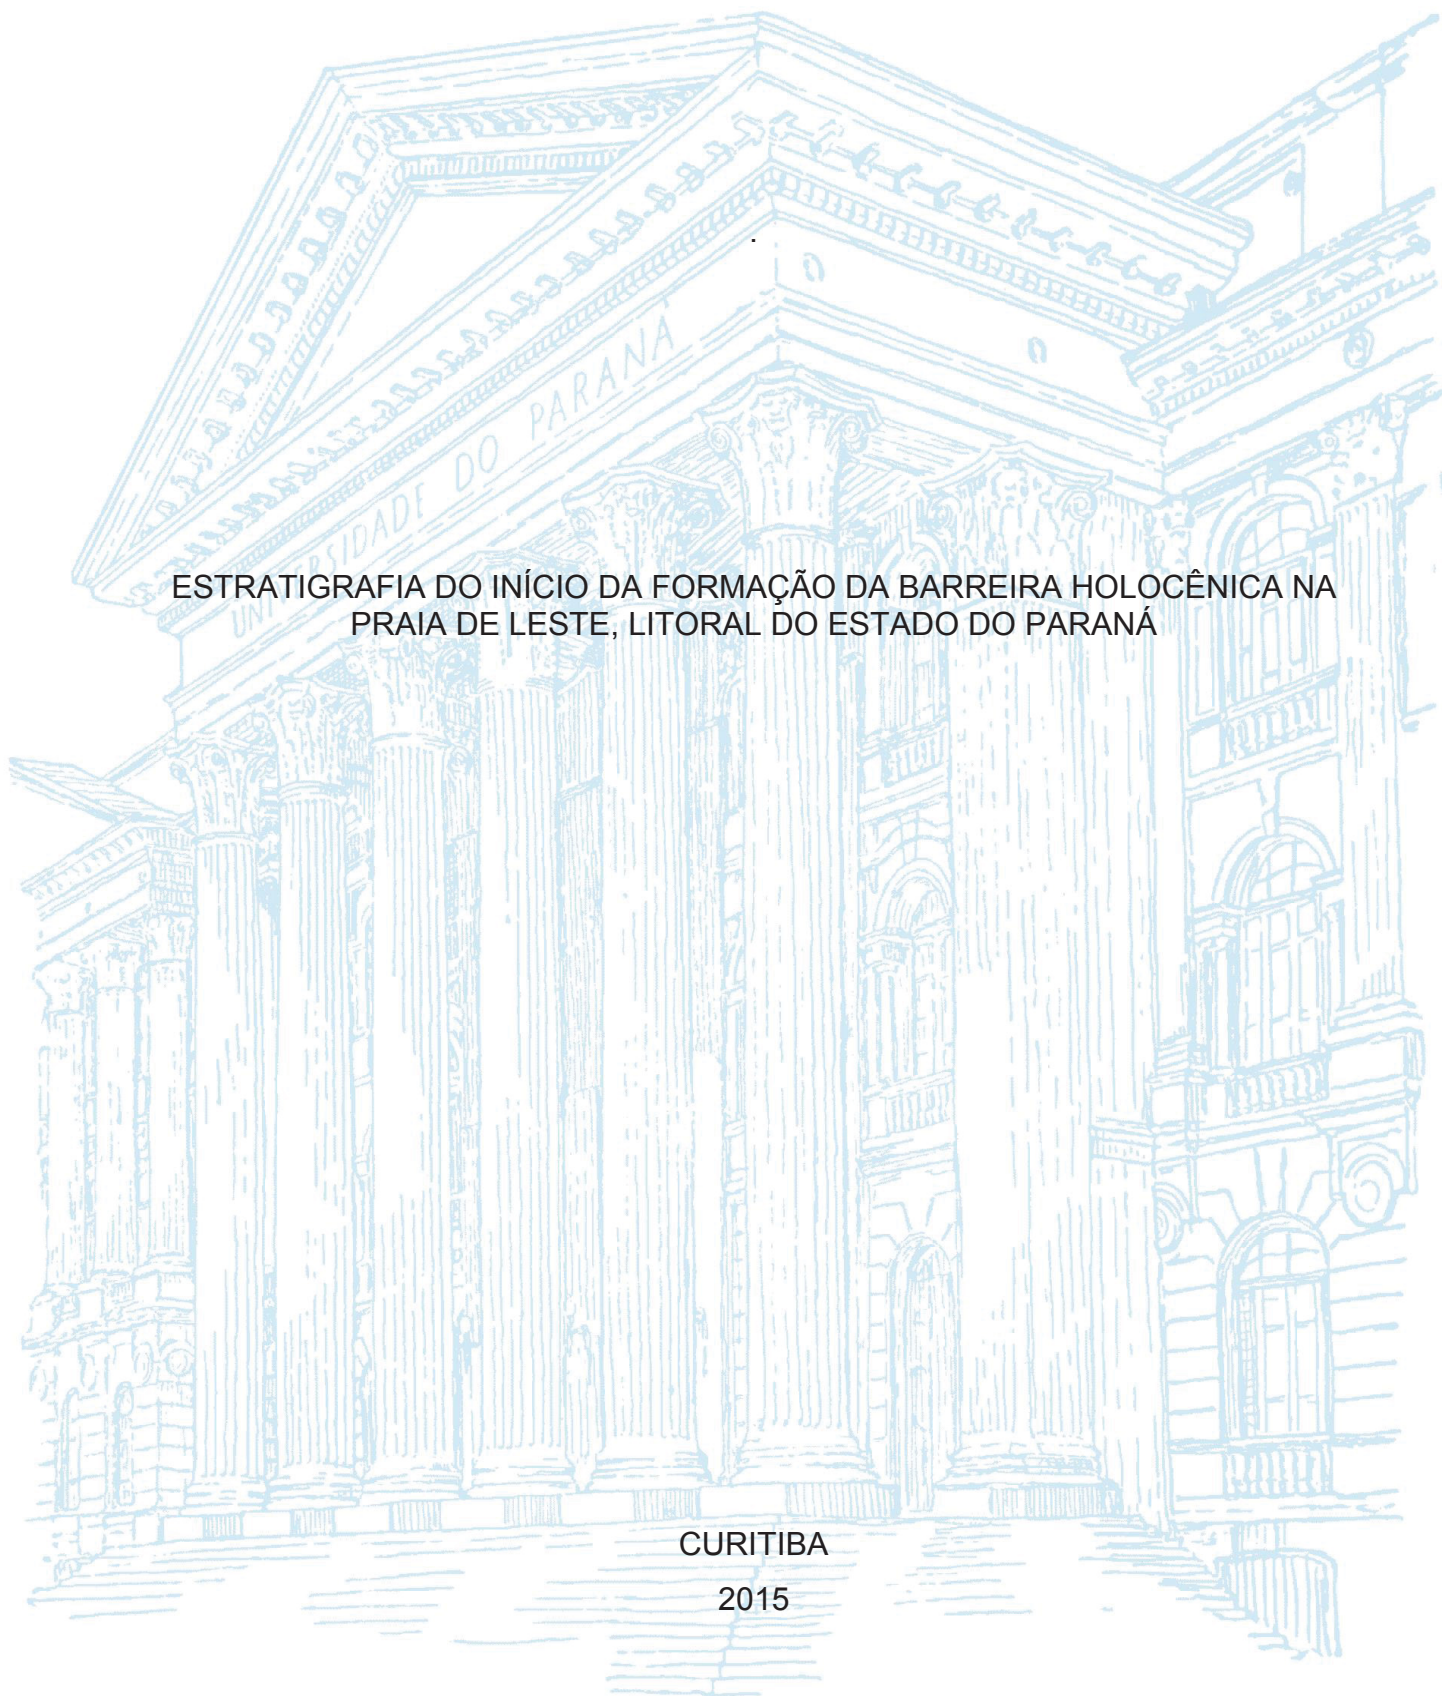 .
UNIVERSIDADE DO PARANÁ
ESTRATIGRAFIA DO INÍCIO DA FORMAÇÃO DA BARREIRA HOLOCÊNICA NA
PRAIA DE LESTE, LITORAL DO ESTADO DO PARANÁ
CURITIBA
2015